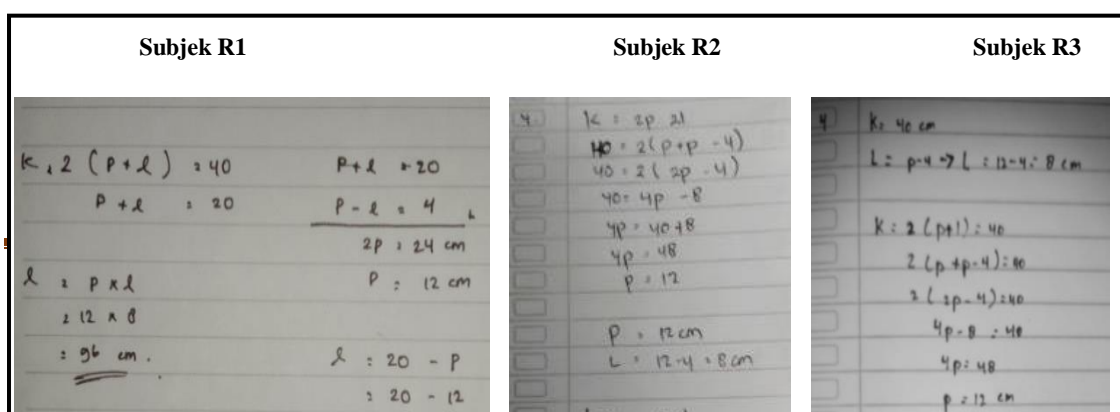 Subjek R1
Subjek R2
Subjek R3
K = 2 (P + l) = 40
P + l = 20
l = P x l
= 12 x 8
= 96 cm.
P + l = 20
P - l = 4
2P = 24 cm
P = 12 cm
l = 20 - P
= 20 - 12
4.
K = 2p 2l
40 = 2(p+p - 4)
40 = 2( 2p - 4)
40 = 4p - 8
4p = 40+8
4p = 48
p = 12
P = 12 cm
L = 12-4 = 8 cm
4
K= 40 cm
L = p-4 -> L = 12-4 = 8 cm
K = 2 (p+l) = 40
2 (p +p-4) = 40
2 ( 2p - 4) = 40
4p - 8 = 40
4p = 48
p = 12 cm